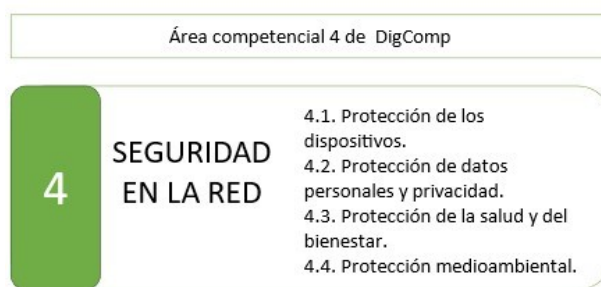 Área competencial 4 de DigComp
4
SEGURIDAD
EN LA RED
4.1. Protección de los
dispositivos.
4.2. Protección de datos
personales y privacidad.
4.3. Protección de la salud y del
bienestar.
4.4. Protección medioambiental.